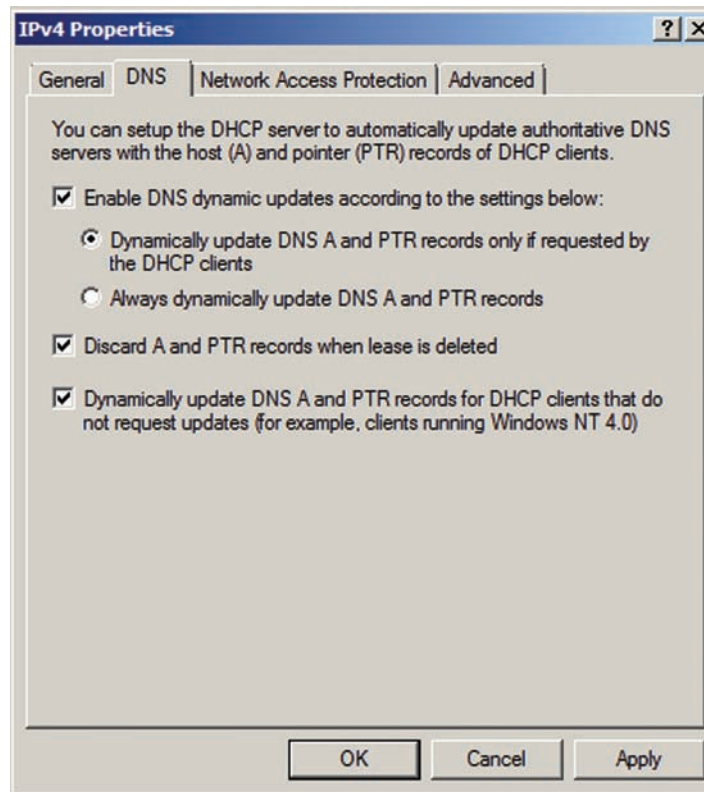 IPv4 Properties
General DNS Network Access Protection Advanced
You can setup the DHCP server to automatically update authoritative DNS
servers with the host (A) and pointer (PTR) records of DHCP clients.
Enable DNS dynamic updates according to the settings below:
Dynamically update DNS A and PTR records only if requested by
the DHCP clients
Always dynamically update DNS A and PTR records
Discard A and PTR records when lease is deleted
Dynamically update DNS A and PTR records for DHCP clients that do
not request updates (for example, clients running Windows NT 4.0)
OK Cancel Apply